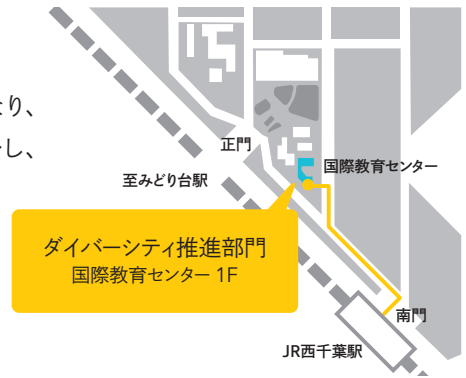 り、
し、
正門
国際教育センター
至みどり台駅
ダイバーシティ推進部門
国際教育センター 1F
南門
JR西千葉駅